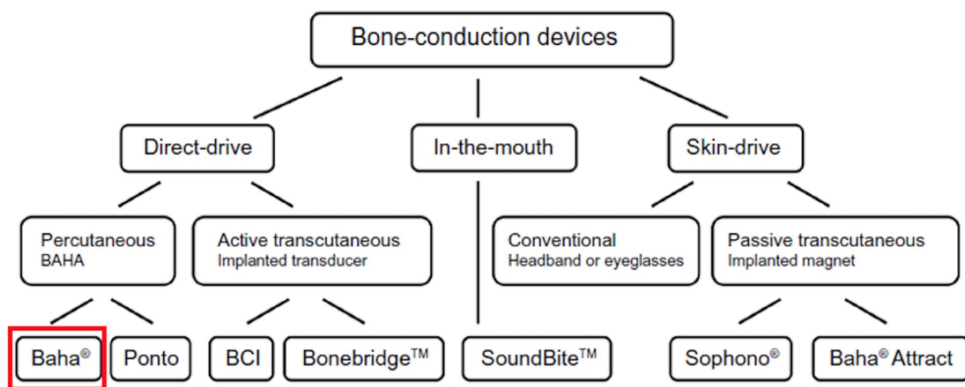 Bone-conduction devices
Direct-drive
In-the-mouth
Skin-drive
Percutaneous
BAHA
Active transcutaneous
Implanted transducer
Conventional
Headband or eyeglasses
Passive transcutaneous
Implanted magnet
Baha®
Ponto
BCI
Bonebridge™
SoundBite™
Sophono®
Baha® Attract